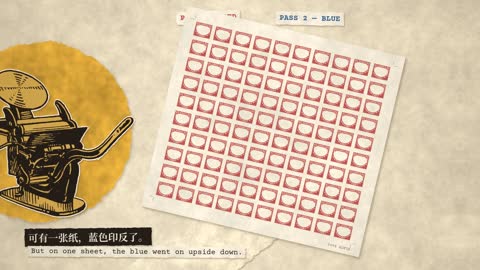 PASS 2 — BLUE
可有一张纸，蓝色印反了。
But on one sheet, the blue went on upside down.